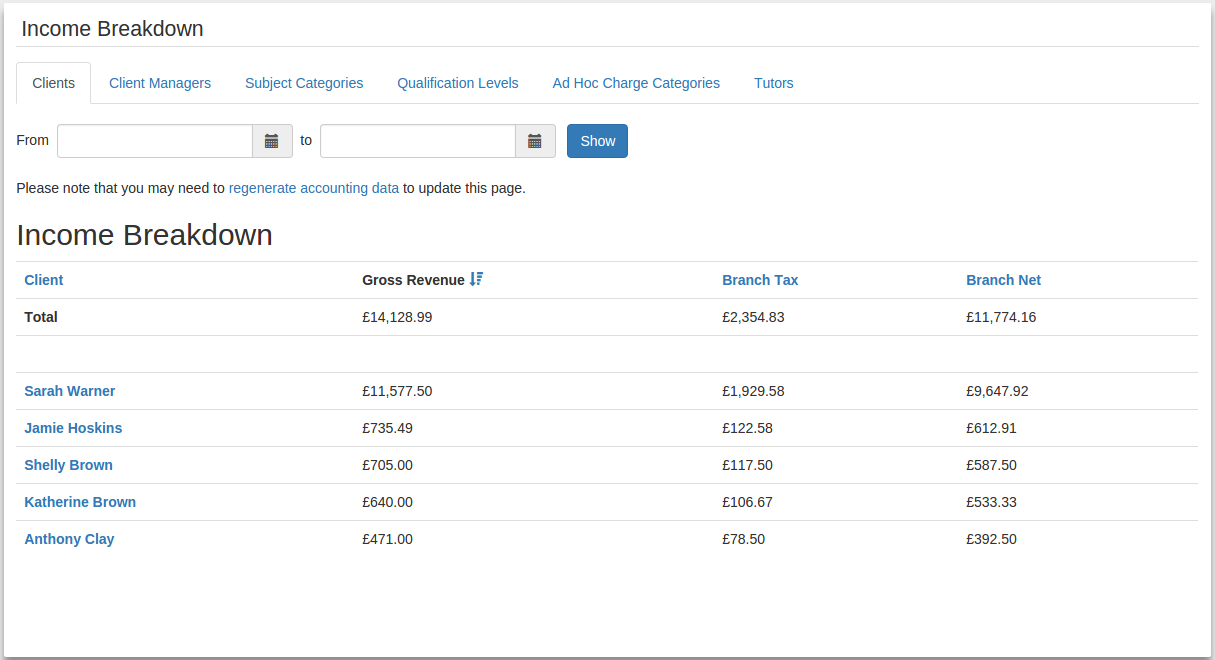 Income Breakdown
Clients Client Managers Subject Categories Qualification Levels Ad Hoc Charge Categories Tutors
From to Show
Please note that you may need to regenerate accounting data to update this page.
Income Breakdown
Client Gross Revenue Branch Tax Branch Net
Total £14,128.99 £2,354.83 £11,774.16
Sarah Warner £11,577.50 £1,929.58 £9,647.92
Jamie Hoskins £735.49 £122.58 £612.91
Shelly Brown £705.00 £117.50 £587.50
Katherine Brown £640.00 £106.67 £533.33
Anthony Clay £471.00 £78.50 £392.50